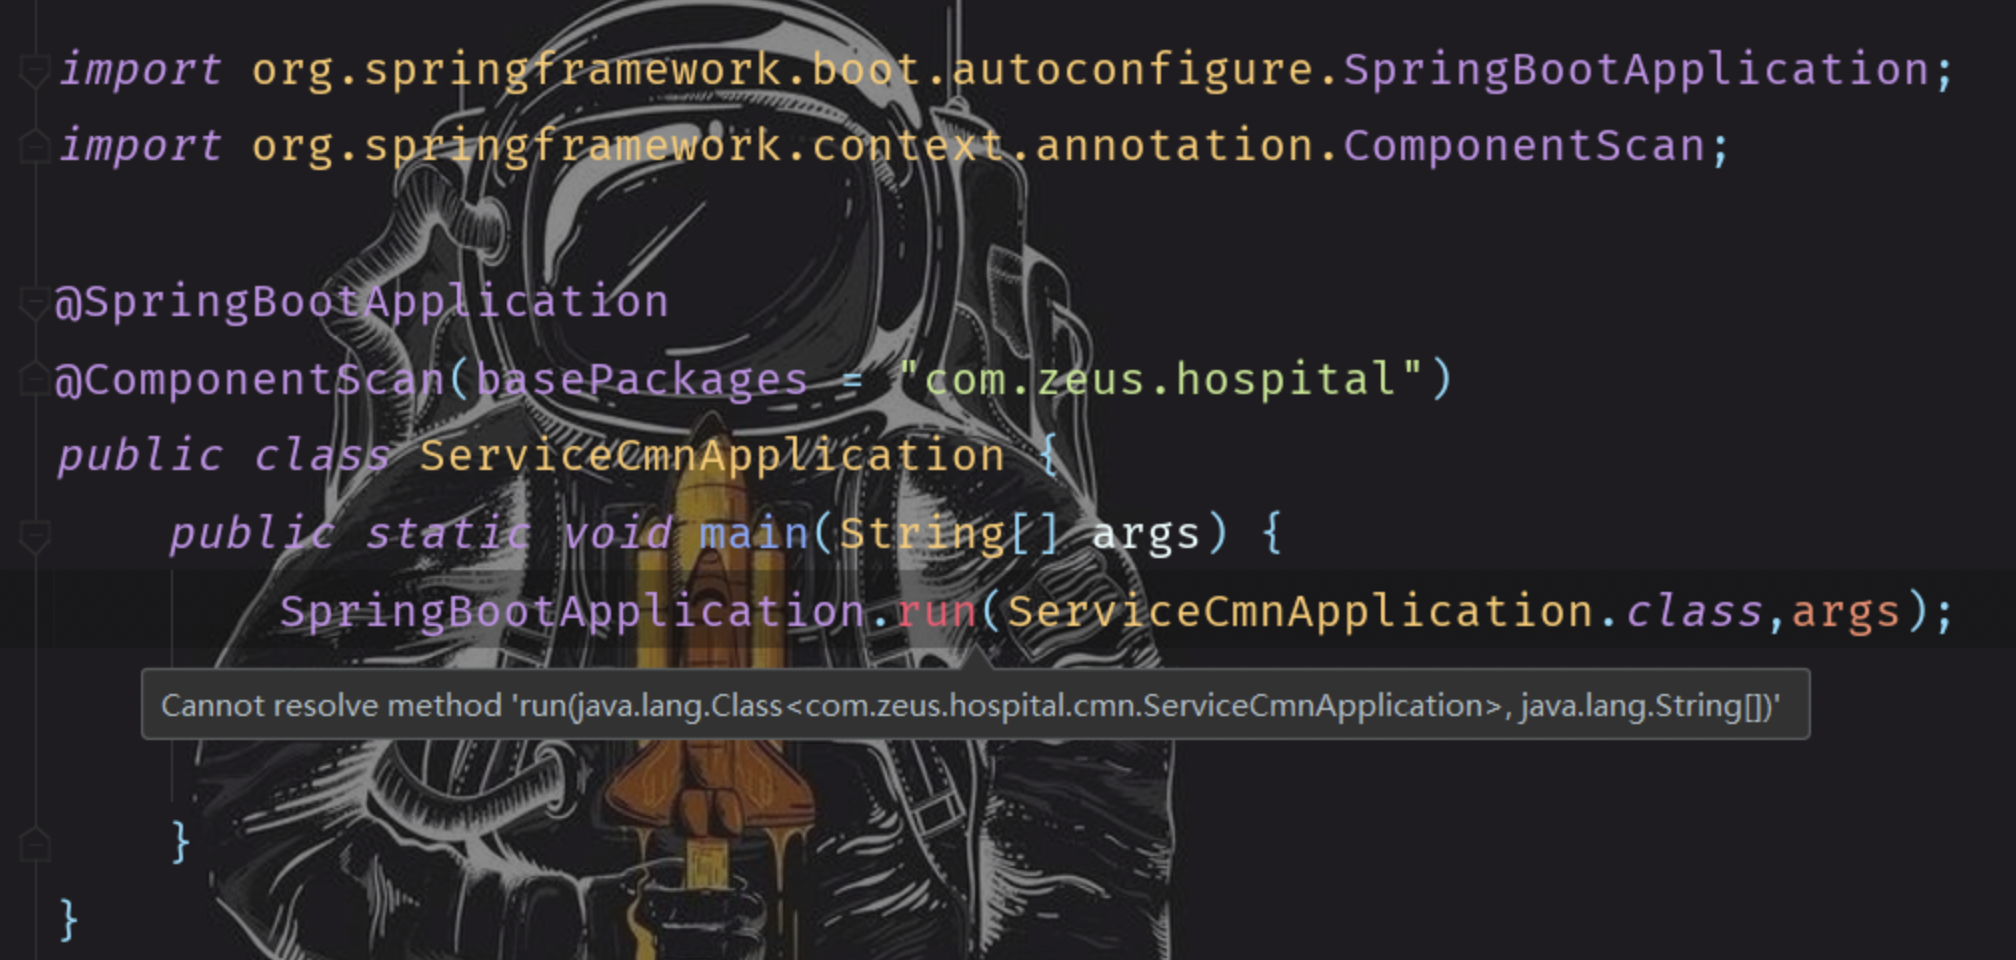 import org.springframework.boot.autoconfigure.SpringBootApplication;
import org.springframework.context.annotation.ComponentScan;
@SpringBootApplication
@ComponentScan(basePackages = "com.zeus.hospital")
public class ServiceCmnApplication {
public static void main(String[] args) {
SpringBootApplication.run(ServiceCmnApplication.class,args);
Cannot resolve method 'run(java.lang.Class<com.zeus.hospital.cmn.ServiceCmnApplication>, java.lang.String[])'
}
}